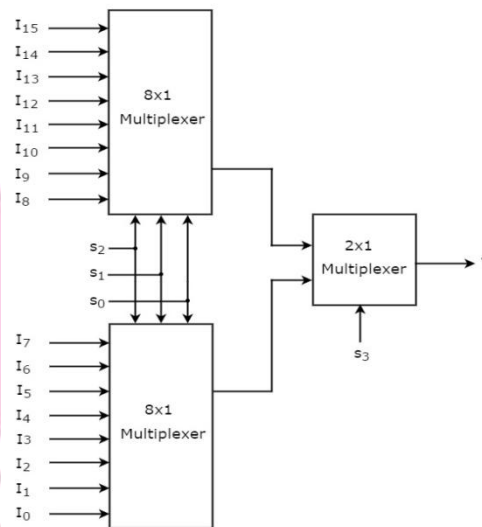 I₁₅
I₁₄
I₁₃
I₁₂
I₁₁
I₁₀
I₉
I₈
8x1
Multiplexer
s₂
s₁
s₀
2x1
Multiplexer
s₃
I₇
I₆
I₅
I₄
I₃
I₂
I₁
I₀
8x1
Multiplexer